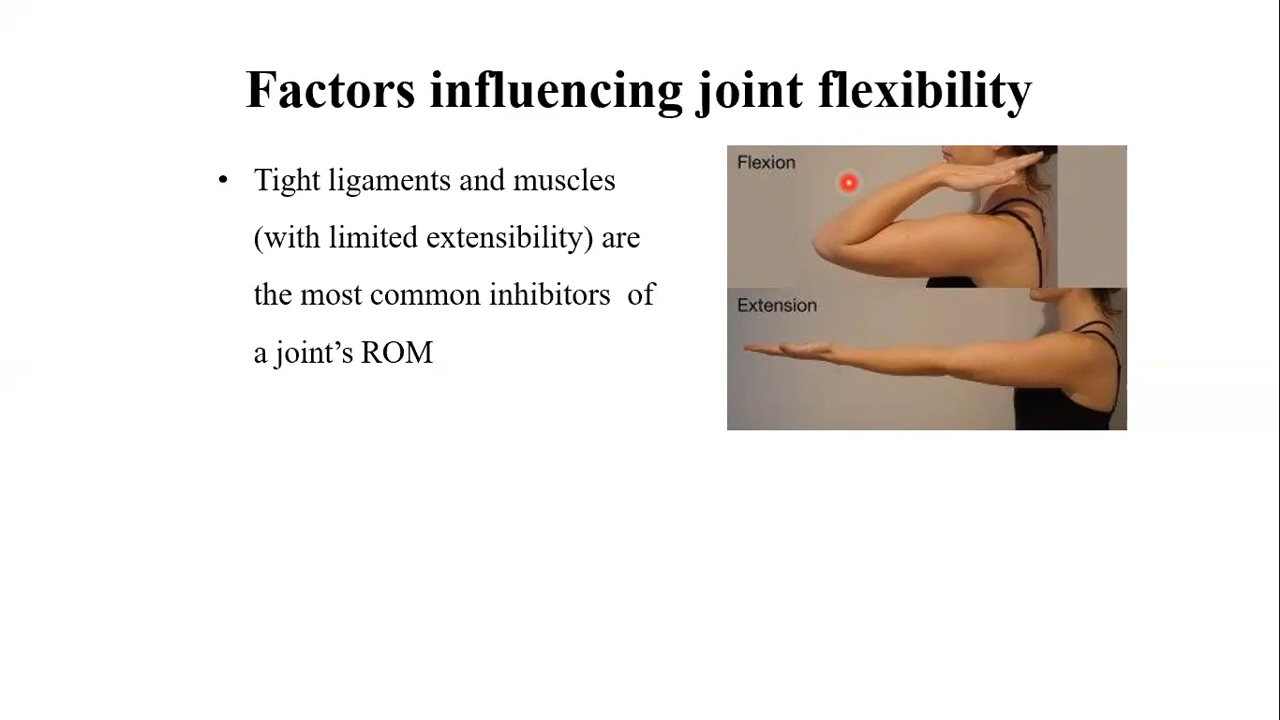 Factors influencing joint flexibility
• Tight ligaments and muscles
(with limited extensibility) are
the most common inhibitors  of
a joint’s ROM
Flexion
Extension